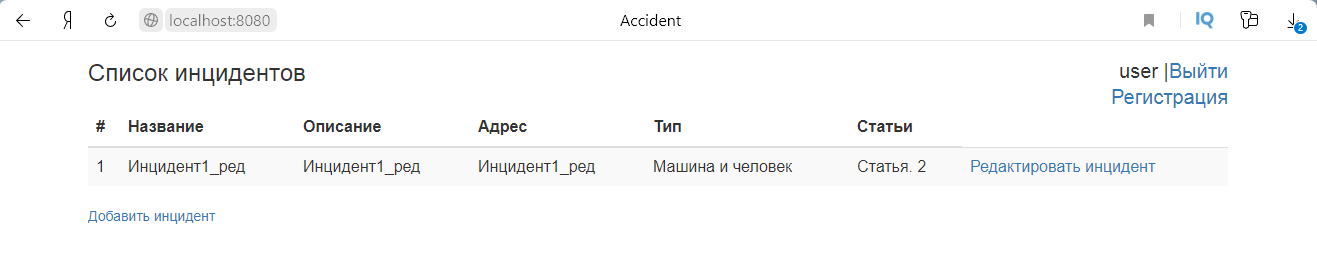 Я localhost:8080 Accident IQ 2
Список инцидентов user |Выйти
Регистрация
# Название Описание Адрес Тип Статьи
1 Инцидент1_ред Инцидент1_ред Инцидент1_ред Машина и человек Статья. 2 Редактировать инцидент
Добавить инцидент